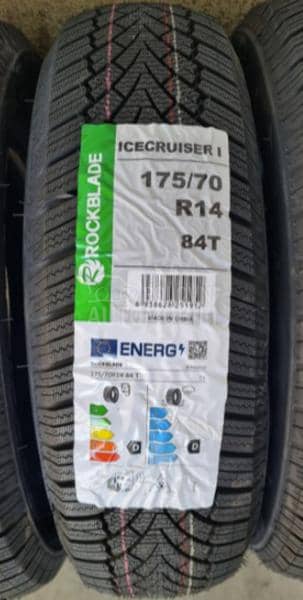 ROCKBLADE
ICECRUISER I
175/70
R14
84T
MADE IN CHINA
ENERG
ROCKBLADE
175/70R14 84 T
D
D